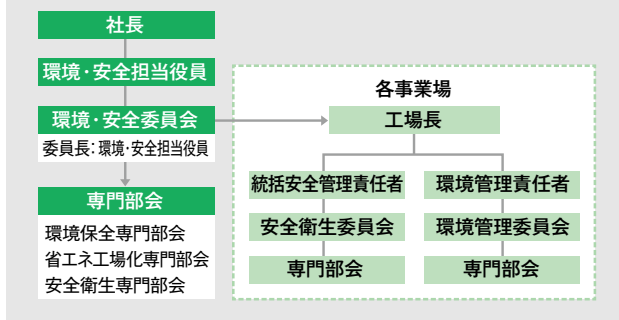 社長
環境・安全担当役員
環境・安全委員会
委員長：環境・安全担当役員
専門部会
環境保全専門部会
省エネ工場化専門部会
安全衛生専門部会
各事業場
工場長
統括安全管理責任者
安全衛生委員会
専門部会
環境管理責任者
環境管理委員会
専門部会